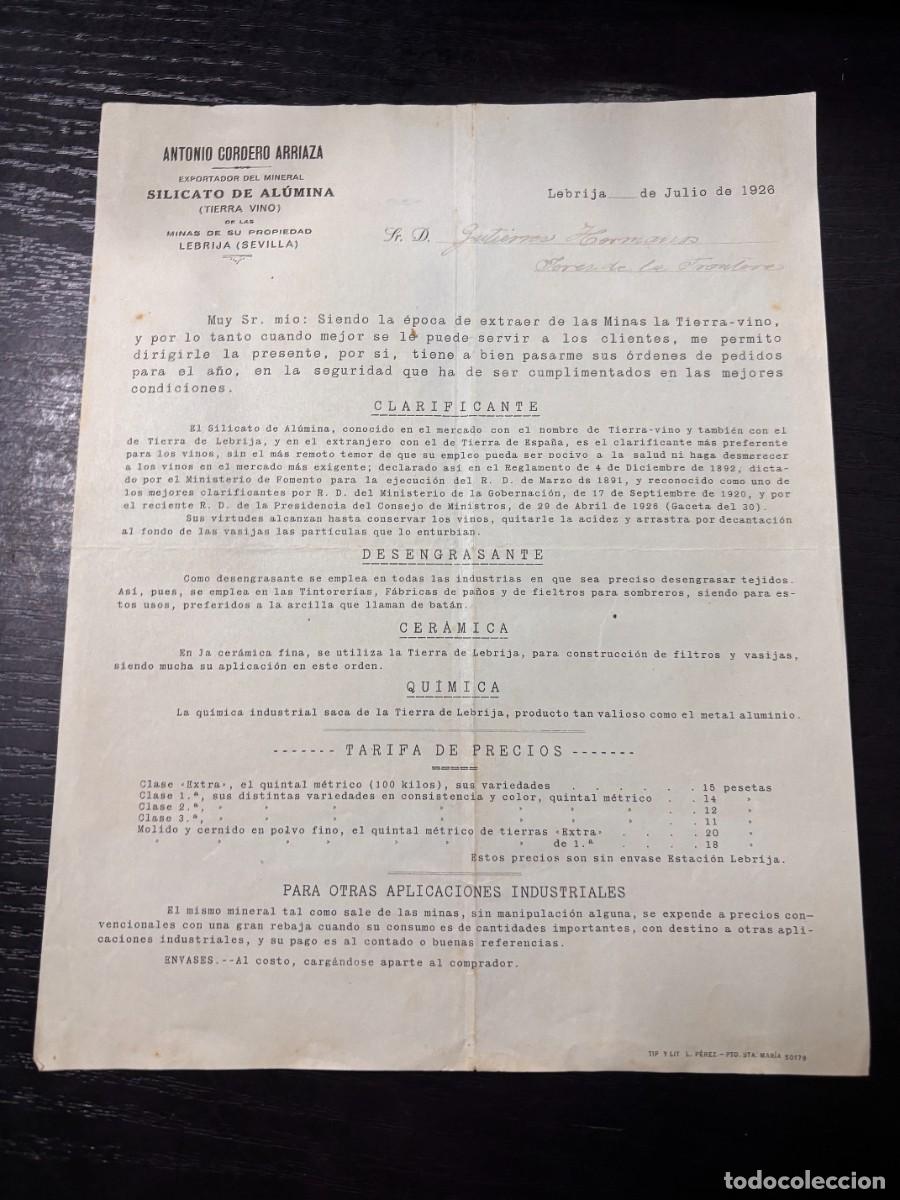 ANTONIO CORDERO ARRIAZA
EXPORTADOR DEL MINERAL
SILICATO DE ALÚMINA
(TIERRA VINO)
DE LAS
MINAS DE SU PROPIEDAD
LEBRIJA (SEVILLA)
Lebrija de Julio de 1926
Sr. D. Gutierres Hermanos
Jeres de la Frontera
Muy Sr. mío: Siendo la época de extraer de las Minas la Tierra-vino,
y por lo tanto cuando mejor se le puede servir a los clientes, me permito
dirigirle la presente, por si, tiene a bien pasarme sus órdenes de pedidos
para el año, en la seguridad que ha de ser cumplimentados en las mejores
condiciones.
CLARIFICANTE
El Silicato de Alúmina, conocido en el mercado con el nombre de Tierra-vino y también con el
de Tierra de Lebrija, y en el extranjero con el de Tierra de España, es el clarificante más preferente
para los vinos, sin el más remoto temor de que su empleo pueda ser nocivo a la salud ni haga desmerecer
a los vinos en el mercado más exigente; declarado así en el Reglamento de 4 de Diciembre de 1892, dicta-
do por el Ministerio de Fomento para la ejecución del R. D. de Marzo ds 1891, y reconocido como uno de
los mejores clarificantes por R. D. del Ministerio de la Gobernación, de 17 de Septiembre de 1920, y por
el reciente R. D. de la Presidencia del Consejo de Ministros, de 29 de Abril de 1926 (Gaceta del 30).
Sus virtudes alcanzan hasta conservar los vinos, quitarle la acidez y arrastra por decantación
al fondo de las vasijas las partículas que lo enturbian.
DESENGRASANTE
Como desengrasante se emplea en todas las industrias en que sea preciso desengrasar tejidos.
Así, pues, se emplea en las Tintorerías, Fábricas de paños y de fieltros para sombreros, siendo para es-
tos usos, preferidos a la arcilla que llaman de batán.
CERÁMICA
En Ja cerámica fina, se utiliza la Tierra de Lebrija, para construcción de filtros y vasijas,
siendo mucha su aplicación en este orden.
QUÍMICA
La química industrial saca de la Tierra de Lebrija, producto tan valioso como el metal aluminio.
------- TARIFA DE PRECIOS -------
Clase «Extra», el quintal métrico (100 kilos), sus variedades . . . . . . 15 pesetas
Clase 1.ª, sus distintas variedades en consistencia y color, quintal métrico . . 14 »
Clase 2.ª, » » » » » » » . . 12 »
Clase 3.ª, » » » » » » » . . 11 »
Molido y cernido en polvo fino, el quintal métrico de tierras «Extra» . . . . 20 »
» » » » » » » » de 1.ª . . . . 18 »
Estos precios son sin envase Estación Lebrija.
PARA OTRAS APLICACIONES INDUSTRIALES
El mismo mineral tal como sale de las minas, sin manipulación alguna, se expende a precios con-
vencionales con una gran rebaja cuando su consumo es de cantidades importantes, con destino a otras apli-
caciones industriales, y su pago es al contado o buenas referencias.
ENVASES.--Al costo, cargándose aparte al comprador.
TIP Y LIT L. PÉREZ - PTO. STA. MARÍA 50179
todocoleccion